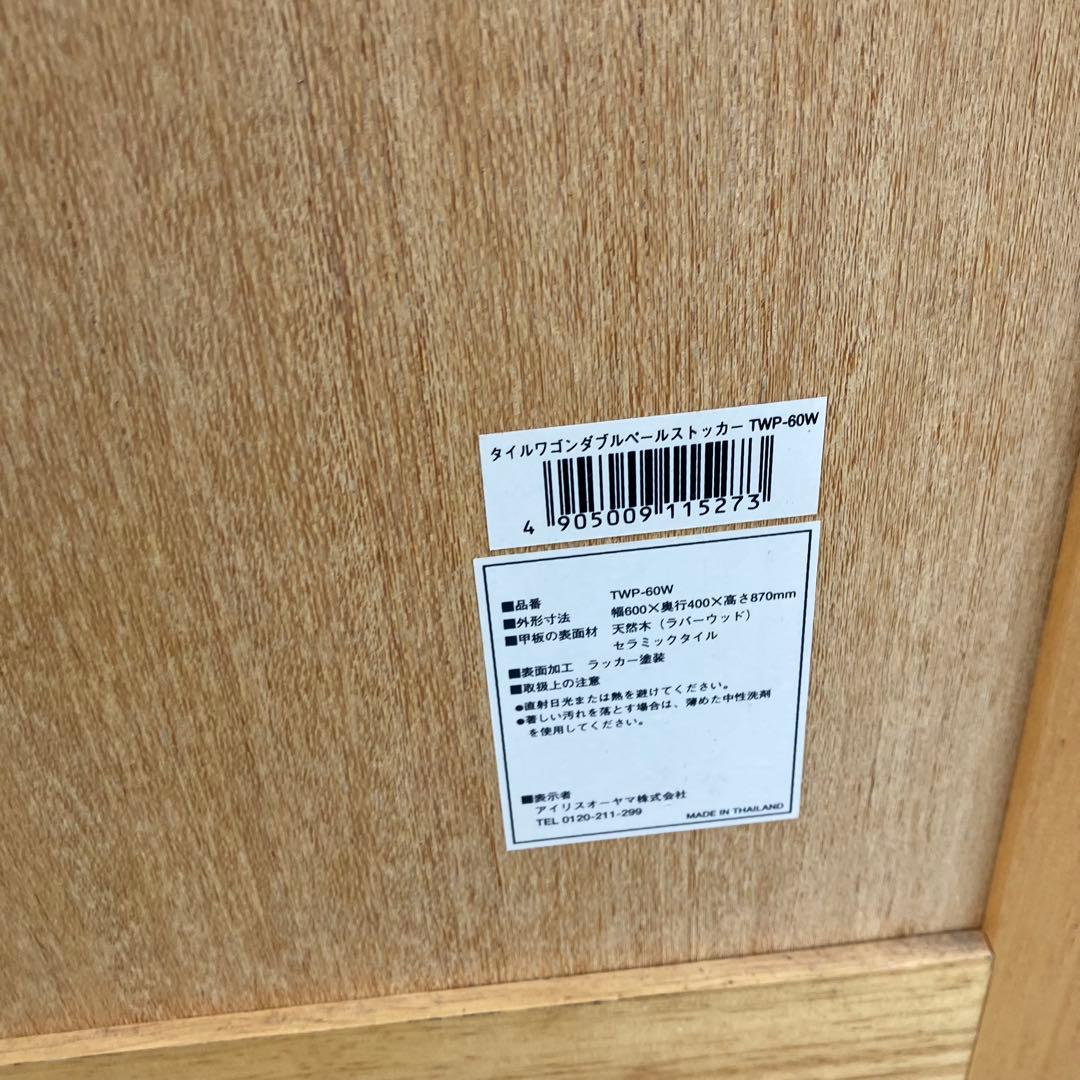 タイルワゴンダブルペールストッカー TWP-60W
4 905009 115273
■品番 TWP-60W
■外形寸法 幅600×奥行400×高さ870mm
■甲板の表面材 天然木（ラバーウッド）
セラミックタイル
■表面加工 ラッカー塗装
■取扱上の注意
●直射日光または熱を避けてください。
●著しい汚れを落とす場合は、薄めた中性洗剤
を使用してください。
■表示者
アイリスオーヤマ株式会社
TEL 0120-211-299 MADE IN THAILAND